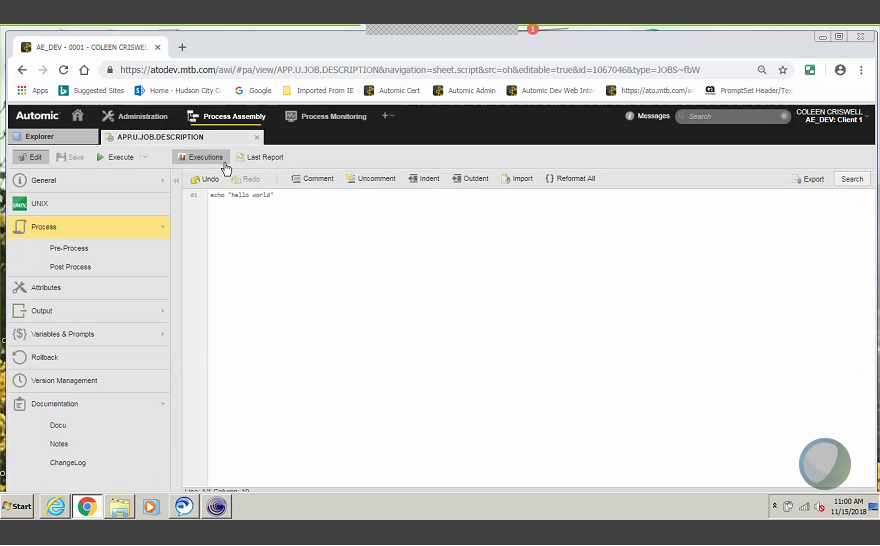 1
AE_DEV - 0001 - COLEEN CRISWELL
https://atodev.mtb.com/awi/#pa/view/APP.U.JOB.DESCRIPTION&navigation=sheet.script&src=oh&editable=true&id=1067046&type=JOBS~fbW
Apps Suggested Sites Home - Hudson City C Imported From IE Google Automic Cert Automic Admin Automic Dev Web Inte https://ato.mtb.com/a PromptSet Header/Tex
Automic Administration Process Assembly Process Monitoring Messages Search COLEEN CRISWELL
AE_DEV: Client 1
Explorer APP.U.JOB.DESCRIPTION
Edit Save Execute Executions Last Report
General Undo Redo Comment Uncomment Indent Outdent Import {} Reformat All Export Search
#1 echo "hello world"
UNIX
Process
Pre-Process
Post Process
Attributes
Output
{$} Variables & Prompts
Rollback
Version Management
Documentation
Docu
Notes
ChangeLog
Start
11:00 AM
11/15/2018